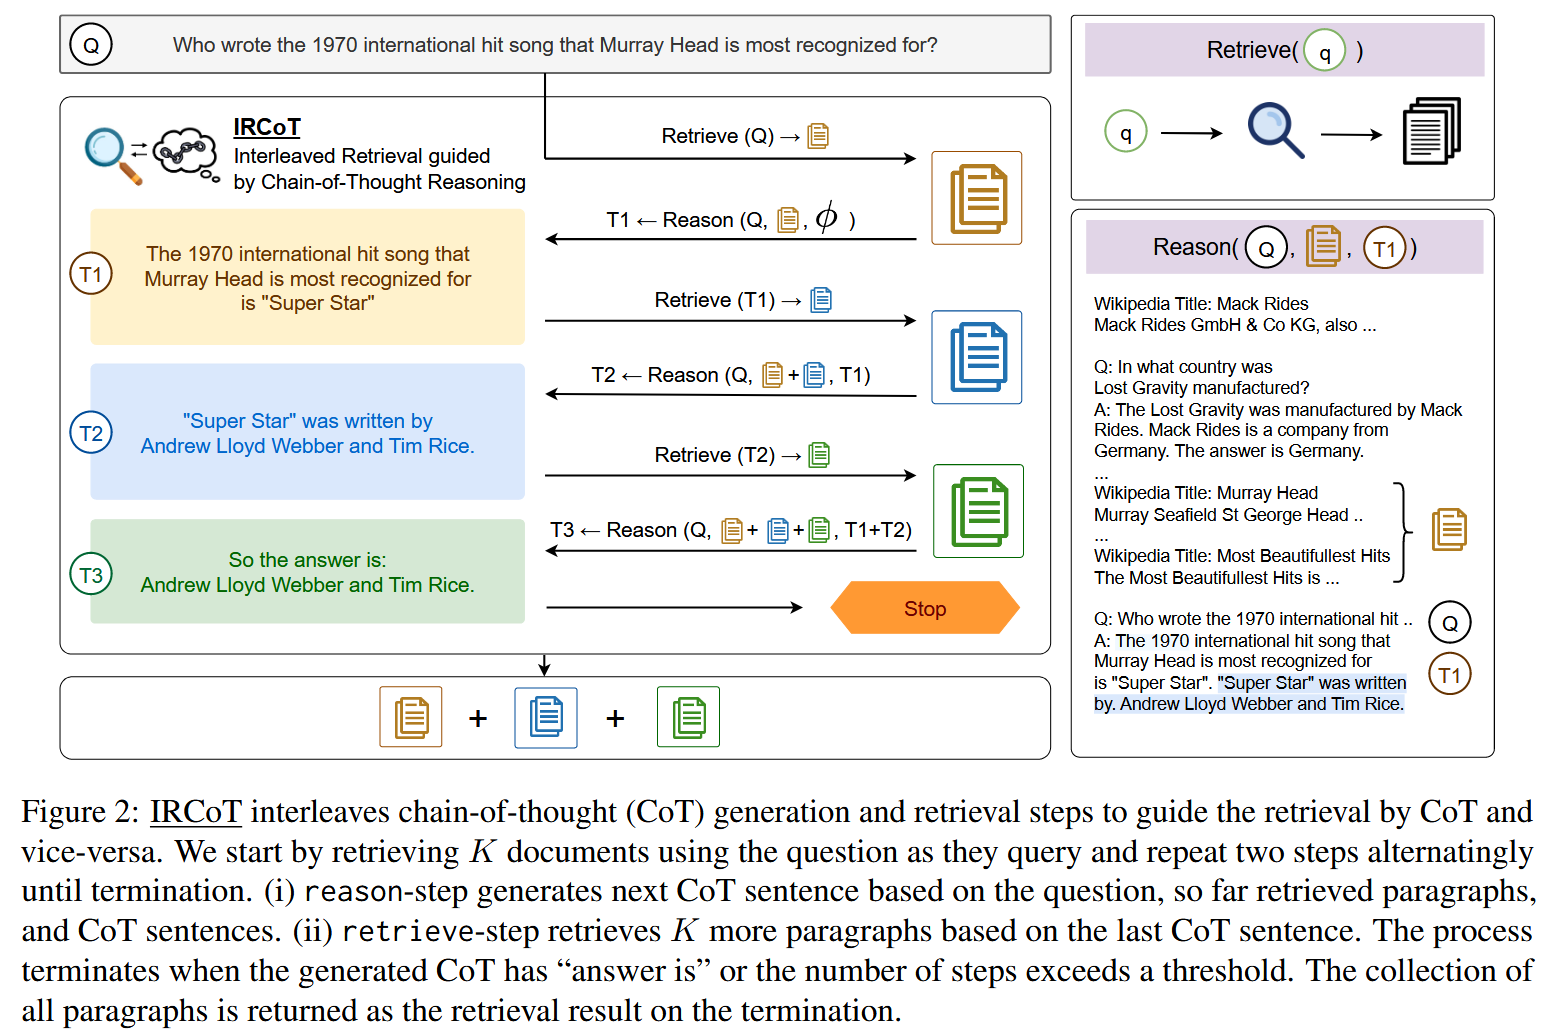 Q Who wrote the 1970 international hit song that Murray Head is most recognized for?
IRCoT
Interleaved Retrieval guided
by Chain-of-Thought Reasoning
Retrieve (Q) →
T1 ← Reason (Q, , ϕ )
T1
The 1970 international hit song that
Murray Head is most recognized for
is "Super Star"
Retrieve (T1) →
T2 ← Reason (Q, + , T1)
T2
"Super Star" was written by
Andrew Lloyd Webber and Tim Rice.
Retrieve (T2) →
T3 ← Reason (Q, + + , T1+T2)
T3
So the answer is:
Andrew Lloyd Webber and Tim Rice.
Stop
+ +
Retrieve( q )
q
Reason( Q , , T1 )
Wikipedia Title: Mack Rides
Mack Rides GmbH & Co KG, also ...
Q: In what country was
Lost Gravity manufactured?
A: The Lost Gravity was manufactured by Mack
Rides. Mack Rides is a company from
Germany. The answer is Germany.
...
Wikipedia Title: Murray Head
Murray Seafield St George Head ..
...
Wikipedia Title: Most Beautifullest Hits
The Most Beautifullest Hits is ...
Q: Who wrote the 1970 international hit .. Q
A: The 1970 international hit song that
Murray Head is most recognized for T1
is "Super Star". "Super Star" was written
by. Andrew Lloyd Webber and Tim Rice.
Figure 2: IRCoT interleaves chain-of-thought (CoT) generation and retrieval steps to guide the retrieval by CoT and
vice-versa. We start by retrieving K documents using the question as they query and repeat two steps alternatingly
until termination. (i) reason-step generates next CoT sentence based on the question, so far retrieved paragraphs,
and CoT sentences. (ii) retrieve-step retrieves K more paragraphs based on the last CoT sentence. The process
terminates when the generated CoT has “answer is” or the number of steps exceeds a threshold. The collection of
all paragraphs is returned as the retrieval result on the termination.